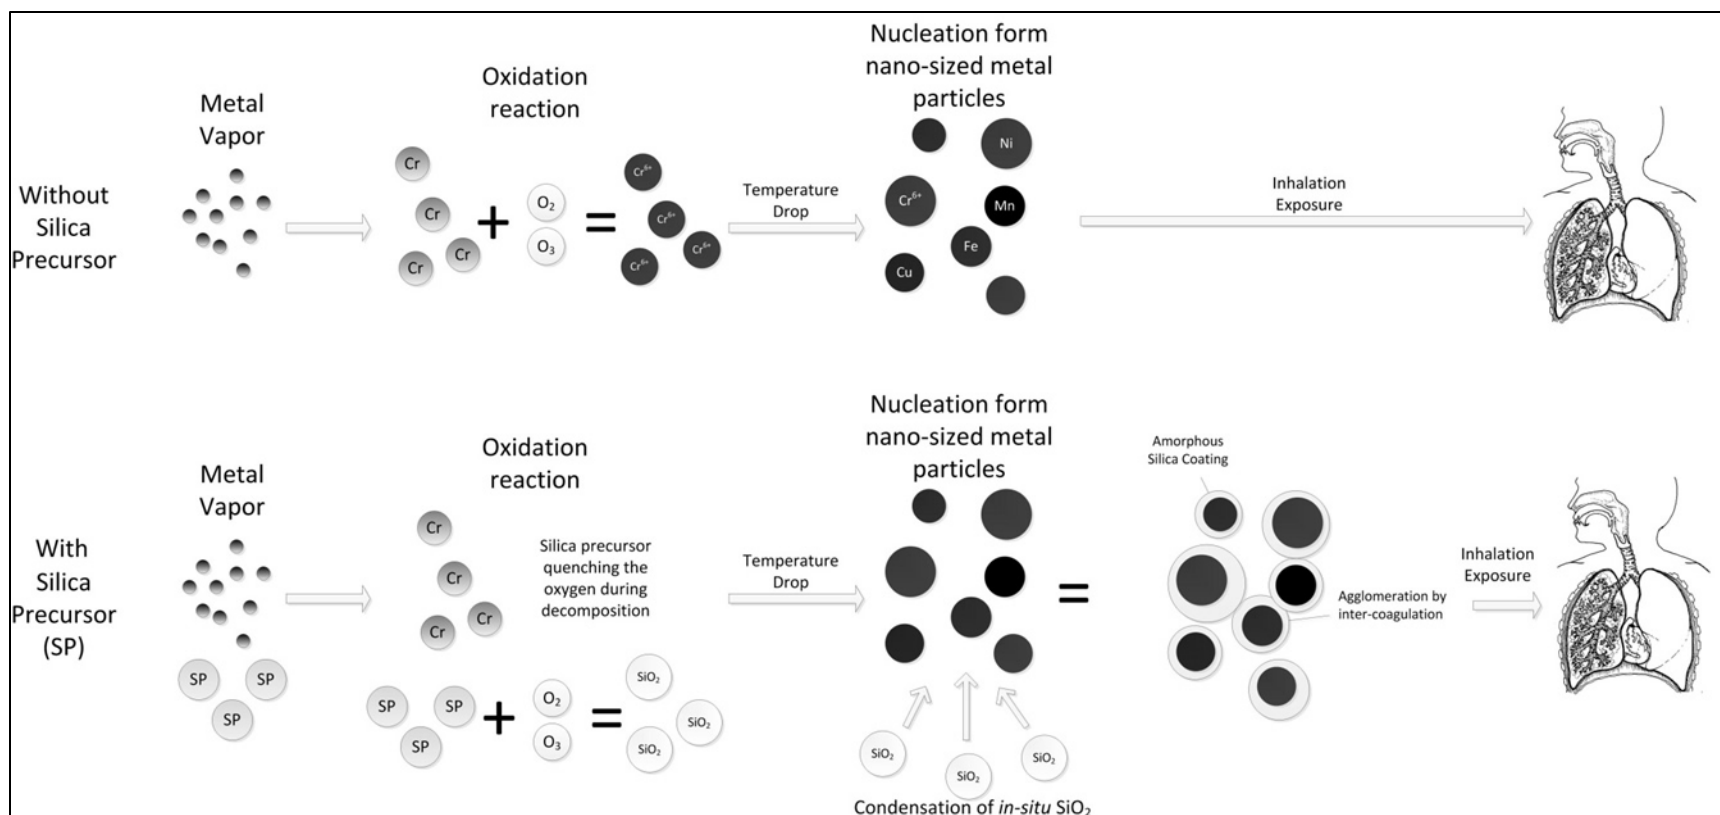 Without
Silica
Precursor
Metal
Vapor
Oxidation
reaction
Cr
Cr
Cr
Cr
+
O₂
O₃
=
Cr⁶⁺
Cr⁶⁺
Cr⁶⁺
Cr⁶⁺
Temperature
Drop
Nucleation form
nano-sized metal
particles
Ni
Cr⁶⁺
Mn
Fe
Cu
Inhalation
Exposure
With
Silica
Precursor
(SP)
Metal
Vapor
SP
SP
SP
Oxidation
reaction
Cr
Cr
Cr
Cr
Silica precursor
quenching the
oxygen during
decomposition
SP
SP
SP
+
O₂
O₃
=
SiO₂
SiO₂
SiO₂
Temperature
Drop
Nucleation form
nano-sized metal
particles
SiO₂
SiO₂
SiO₂
Condensation of in-situ SiO₂
=
Amorphous
Silica Coating
Agglomeration by
inter-coagulation
Inhalation
Exposure